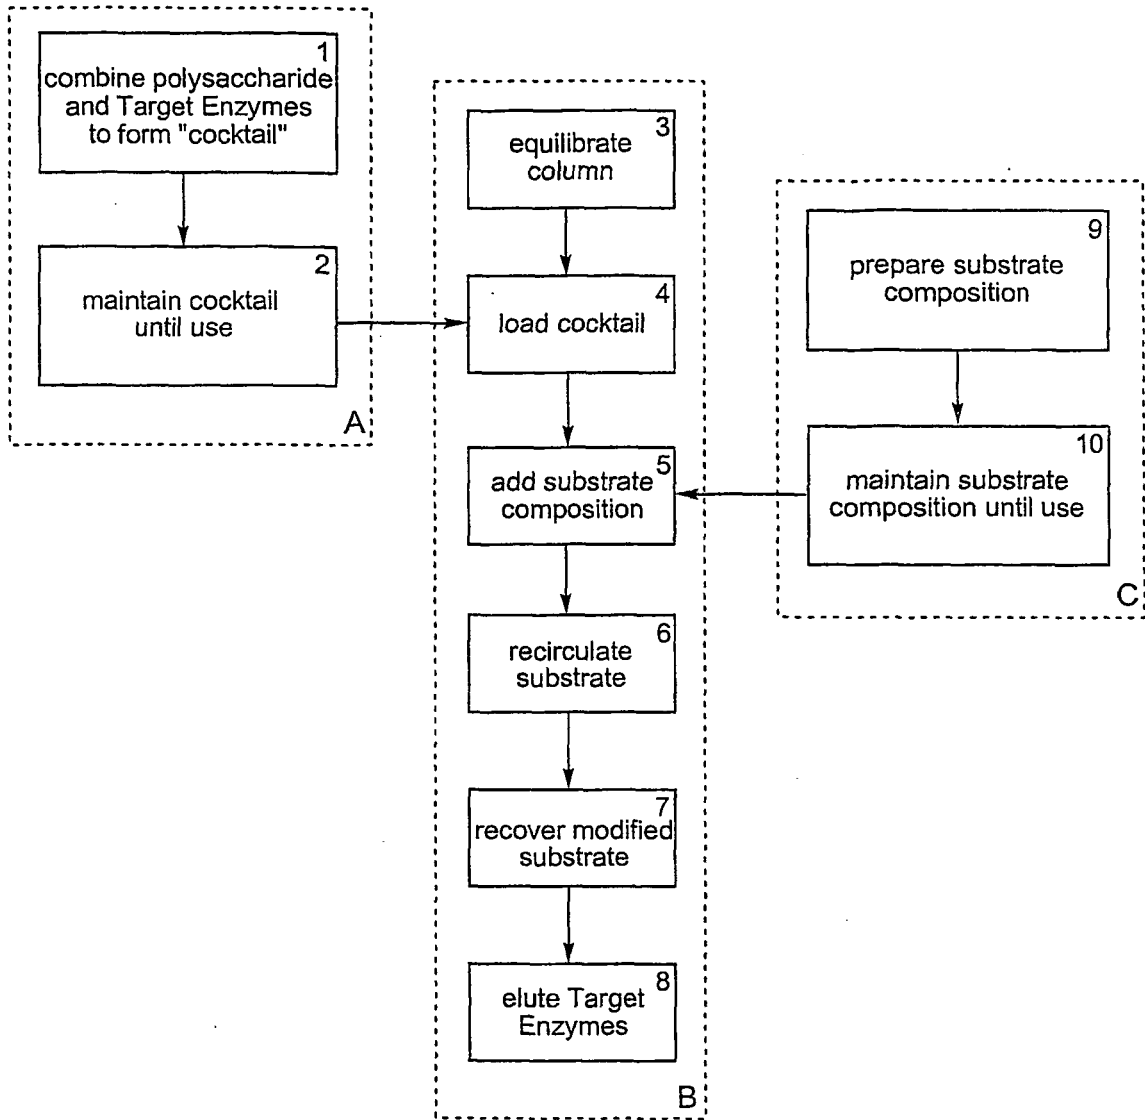 1
combine polysaccharide
and Target Enzymes
to form "cocktail"
2
maintain cocktail
until use
A
3
equilibrate
column
4
load cocktail
5
add substrate
composition
6
recirculate
substrate
7
recover modified
substrate
8
elute Target
Enzymes
B
9
prepare substrate
composition
10
maintain substrate
composition until use
C